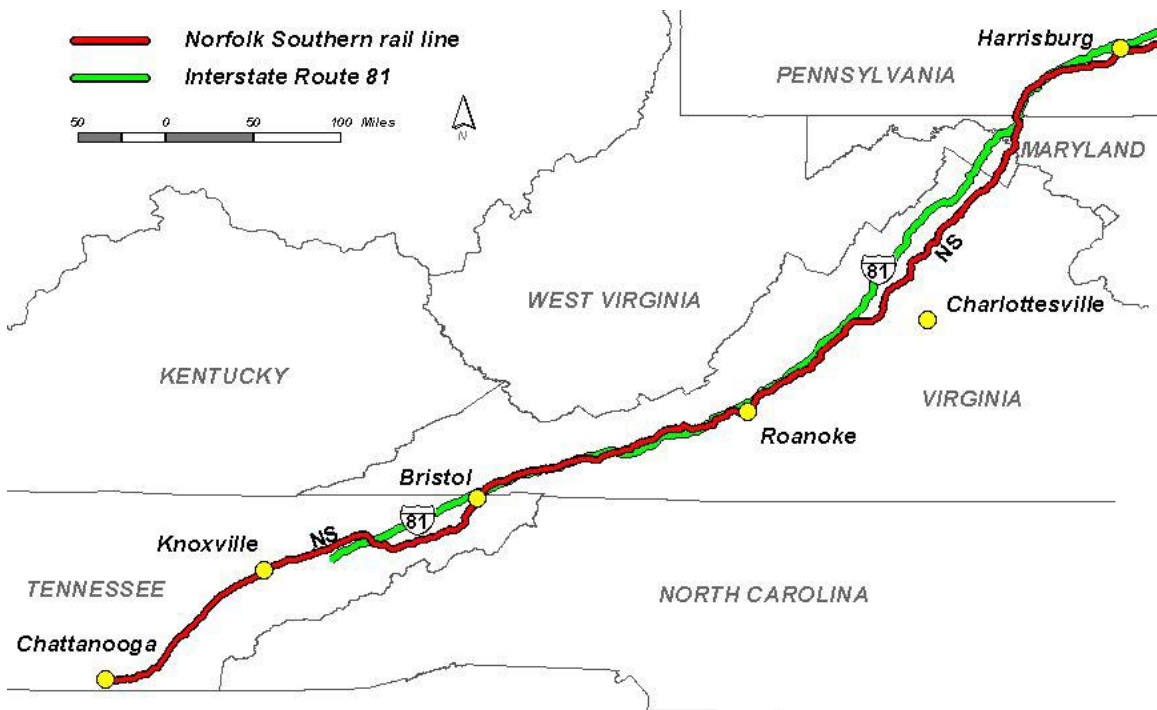 Norfolk Southern rail line
Interstate Route 81
50 0 50 100 Miles
N
Harrisburg
PENNSYLVANIA
MARYLAND
NS
81
WEST VIRGINIA
Charlottesville
KENTUCKY
VIRGINIA
Roanoke
Bristol
81
NS
Knoxville
TENNESSEE
NORTH CAROLINA
Chattanooga